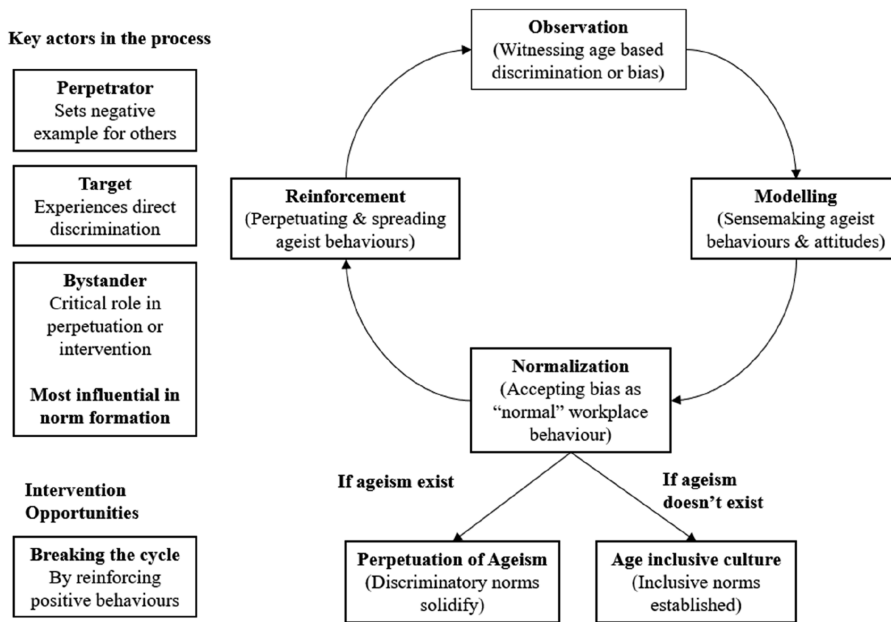 Key actors in the process
Perpetrator
Sets negative
example for others
Target
Experiences direct
discrimination
Bystander
Critical role in
perpetuation or
intervention
Most influential in
norm formation
Intervention
Opportunities
Breaking the cycle
By reinforcing
positive behaviours
Observation
(Witnessing age based
discrimination or bias)
Modelling
(Sensemaking ageist
behaviours & attitudes)
Normalization
(Accepting bias as
“normal” workplace
behaviour)
Reinforcement
(Perpetuating & spreading
ageist behaviours)
If ageism exist
If ageism
doesn’t exist
Perpetuation of Ageism
(Discriminatory norms
solidify)
Age inclusive culture
(Inclusive norms
established)